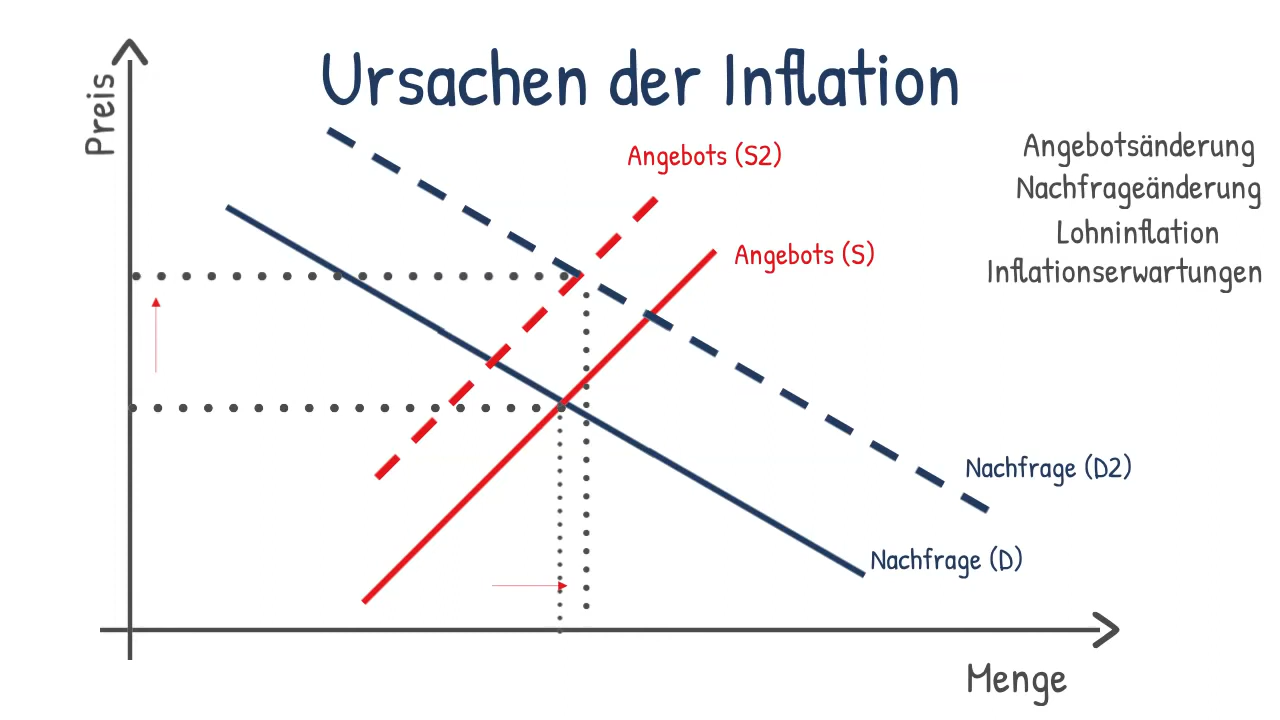 Ursachen der Inflation
Preis
Angebots (S2)
Angebots (S)
Angebotsänderung
Nachfrageänderung
Lohninflation
Inflationserwartungen
Nachfrage (D2)
Nachfrage (D)
Menge